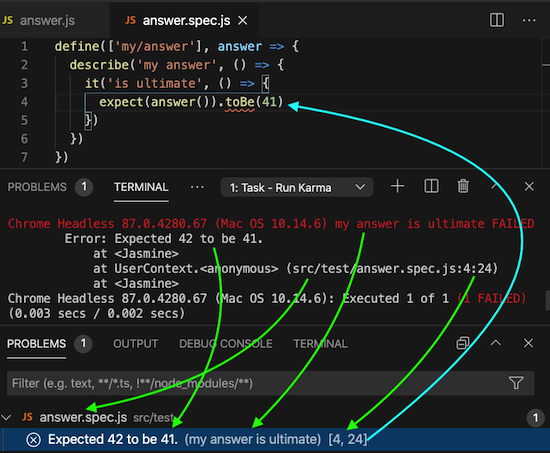 JS answer.js
JS answer.spec.js
1 define(['my/answer'], answer => {
2 describe('my answer', () => {
3 it('is ultimate', () => {
4 expect(answer()).toBe(41)
5 })
6 })
7 })
PROBLEMS 1 TERMINAL ... 1: Task - Run Karma
Chrome Headless 87.0.4280.67 (Mac OS 10.14.6) my answer is ultimate FAILED
Error: Expected 42 to be 41.
at <Jasmine>
at UserContext.<anonymous> (src/test/answer.spec.js:4:24)
at <Jasmine>
Chrome Headless 87.0.4280.67 (Mac OS 10.14.6): Executed 1 of 1 (1 FAILED)
(0.003 secs / 0.002 secs)
PROBLEMS 1 OUTPUT DEBUG CONSOLE TERMINAL
Filter (e.g. text, **/*.ts, !**/node_modules/**)
JS answer.spec.js src/test 1
Expected 42 to be 41. (my answer is ultimate) [4, 24]